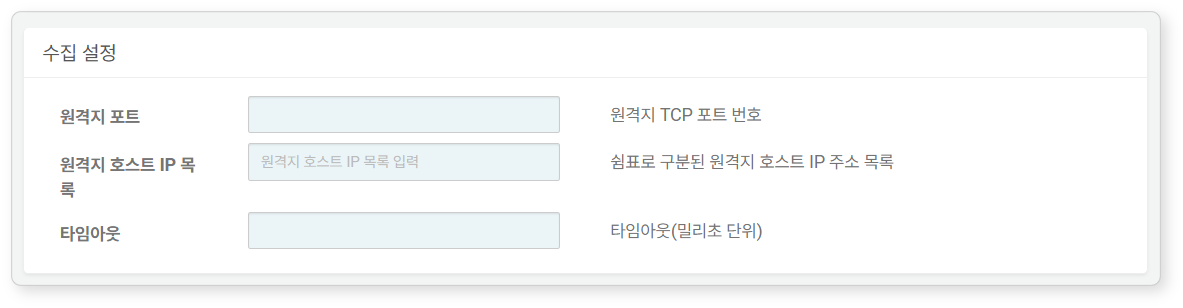 수집 설정
원격지 포트
원격지 TCP 포트 번호
원격지 호스트 IP 목
록
원격지 호스트 IP 목록 입력
쉼표로 구분된 원격지 호스트 IP 주소 목록
타임아웃
타임아웃(밀리초 단위)